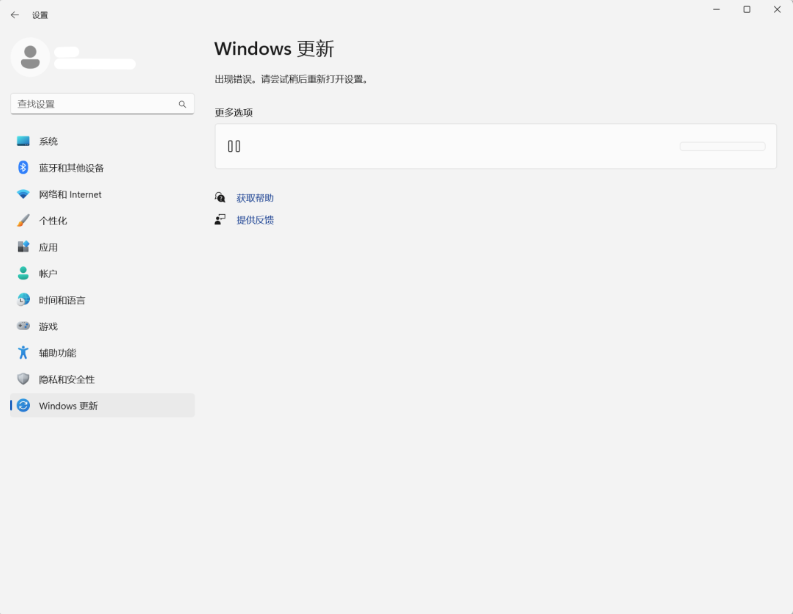 设置
Windows 更新
出现错误。请尝试稍后重新打开设置。
查找设置
更多选项
系统
蓝牙和其他设备
网络和 Internet
个性化
应用
帐户
时间和语言
游戏
辅助功能
隐私和安全性
Windows 更新
获取帮助
提供反馈